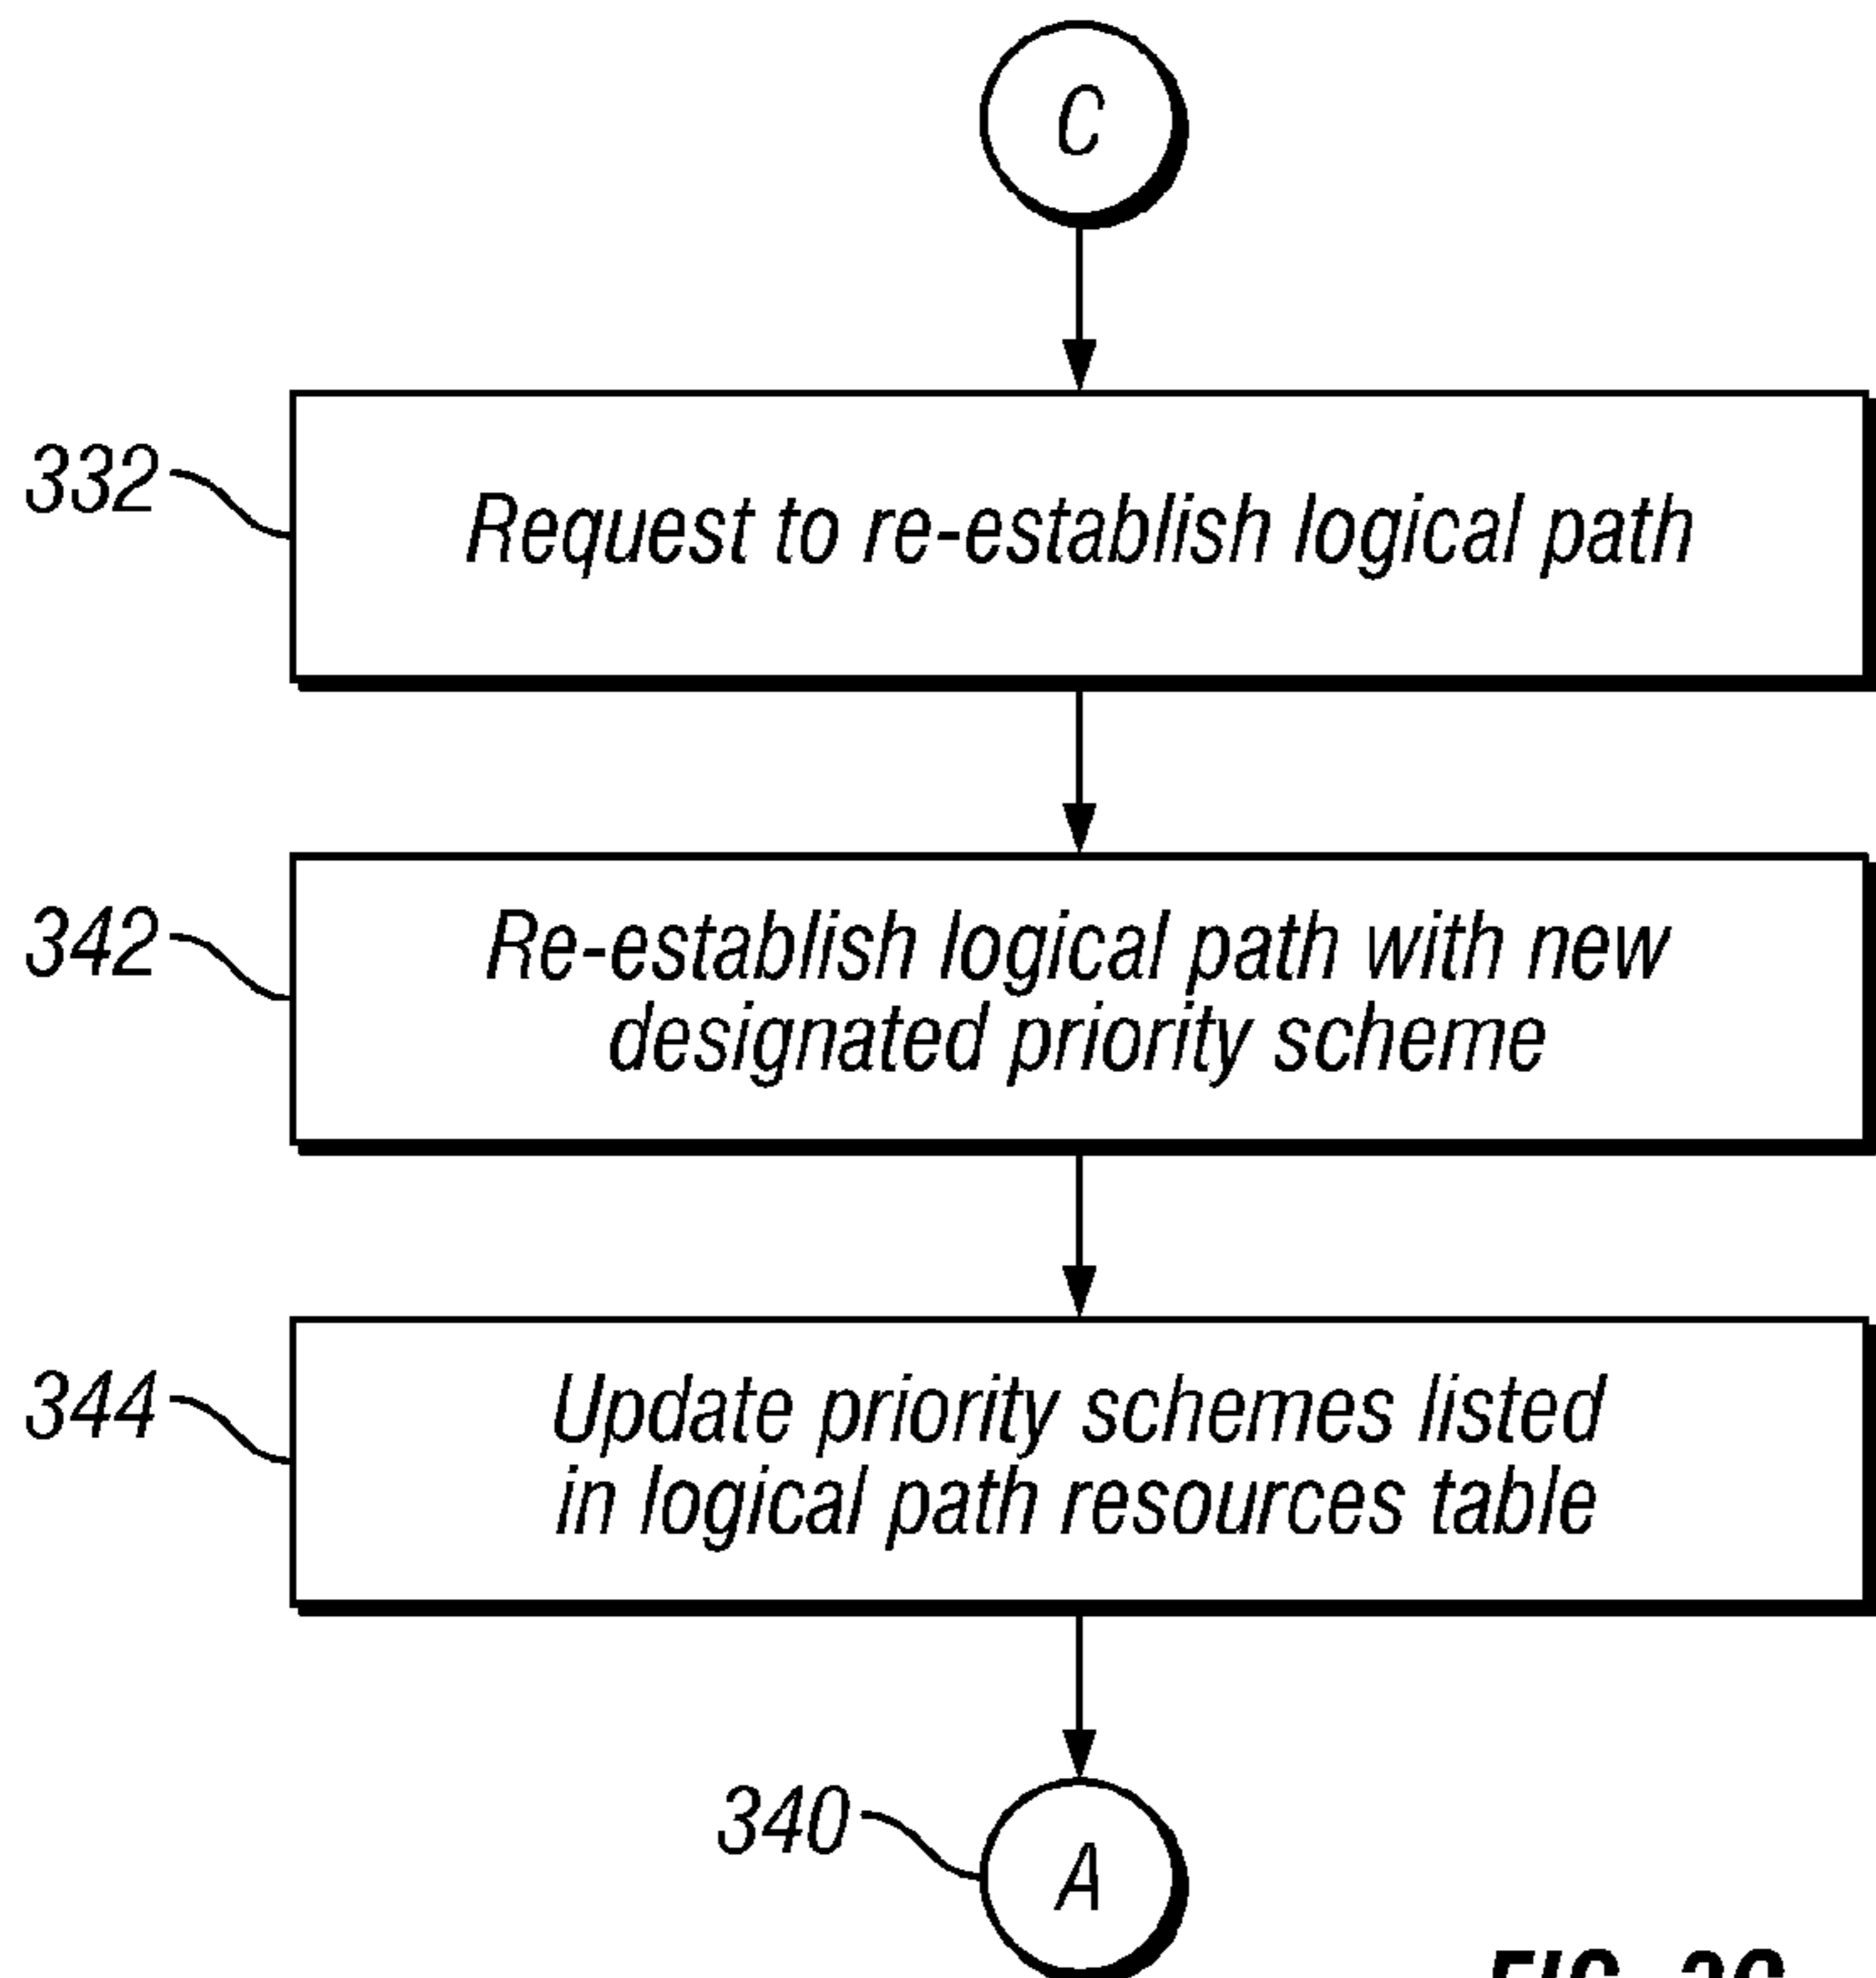 C
332
Request to re-establish logical path
342
Re-establish logical path with new
designated priority scheme
344
Update priority schemes listed
in logical path resources table
340
A